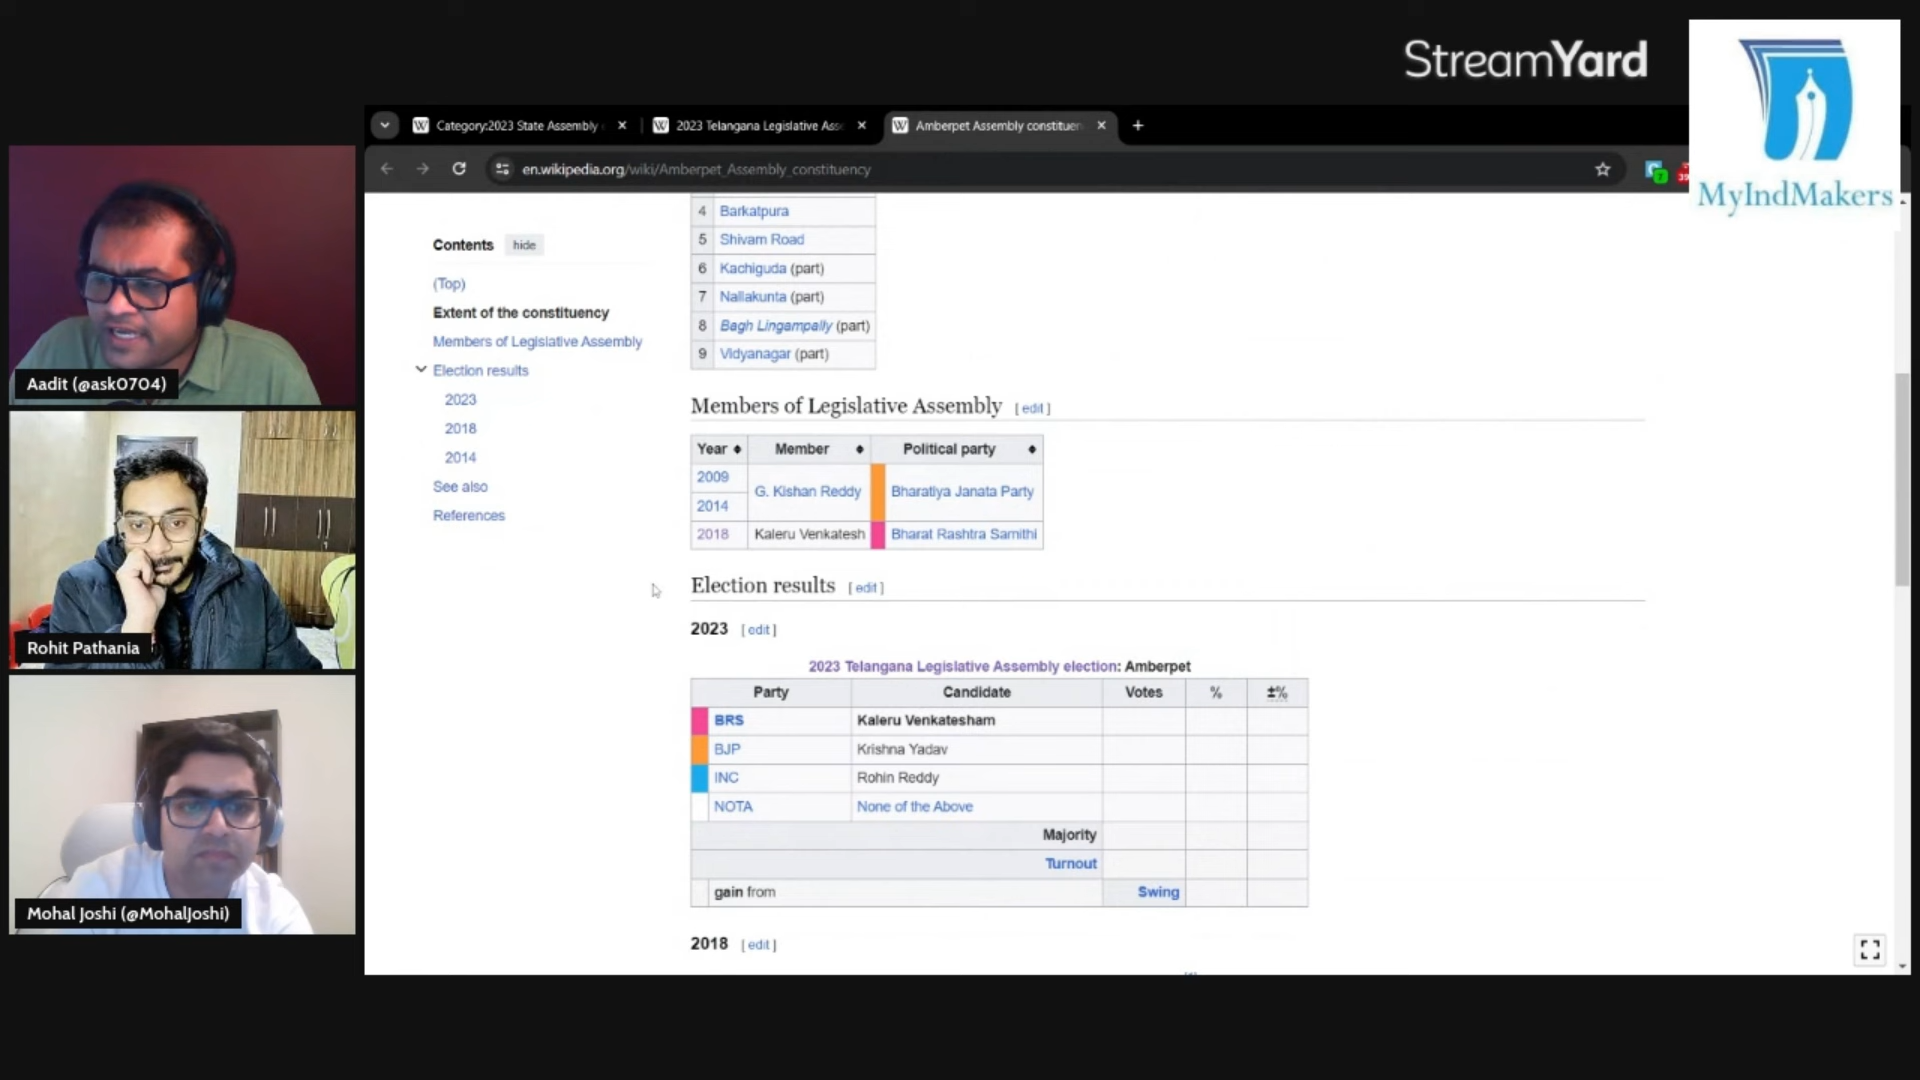 StreamYard
MyIndMakers
Category:2023 State Assembly
2023 Telangana Legislative Ass
Amberpet Assembly constituen
en.wikipedia.org/wiki/Amberpet_Assembly_constituency
39
Aadit (@ask0704)
Rohit Pathania
Mohal Joshi (@MohalJoshi)
Contents hide
(Top)
Extent of the constituency
Members of Legislative Assembly
Election results
2023
2018
2014
See also
References
4 Barkatpura
5 Shivam Road
6 Kachiguda (part)
7 Nallakunta (part)
8 Bagh Lingampally (part)
9 Vidyanagar (part)
Members of Legislative Assembly [ edit ]
Year Member Political party
2009 G. Kishan Reddy Bharatiya Janata Party
2014
2018 Kaleru Venkatesh Bharat Rashtra Samithi
Election results [ edit ]
2023 [ edit ]
2023 Telangana Legislative Assembly election: Amberpet
Party Candidate Votes % ±%
BRS Kaleru Venkatesham
BJP Krishna Yadav
INC Rohin Reddy
NOTA None of the Above
Majority
Turnout
gain from Swing
2018 [ edit ]